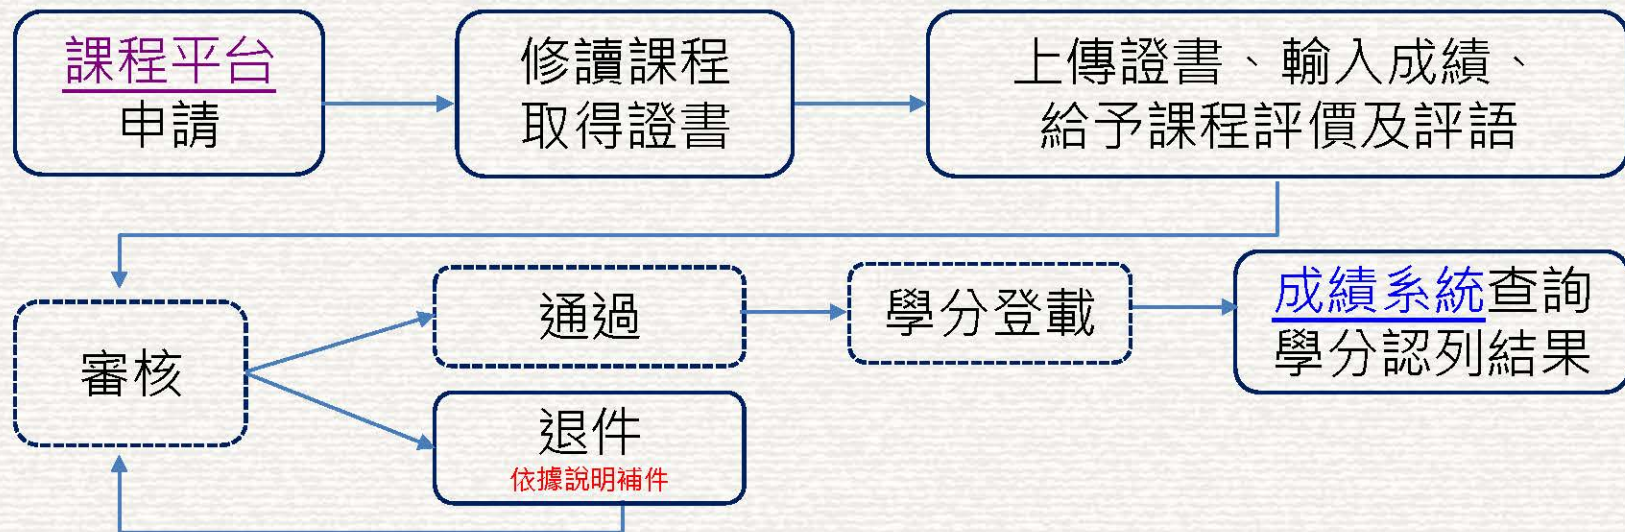 課程平台
申請
修讀課程
取得證書
上傳證書、輸入成績、
給予課程評價及評語
審核
通過
退件
依據說明補件
學分登載
成績系統查詢
學分認列結果